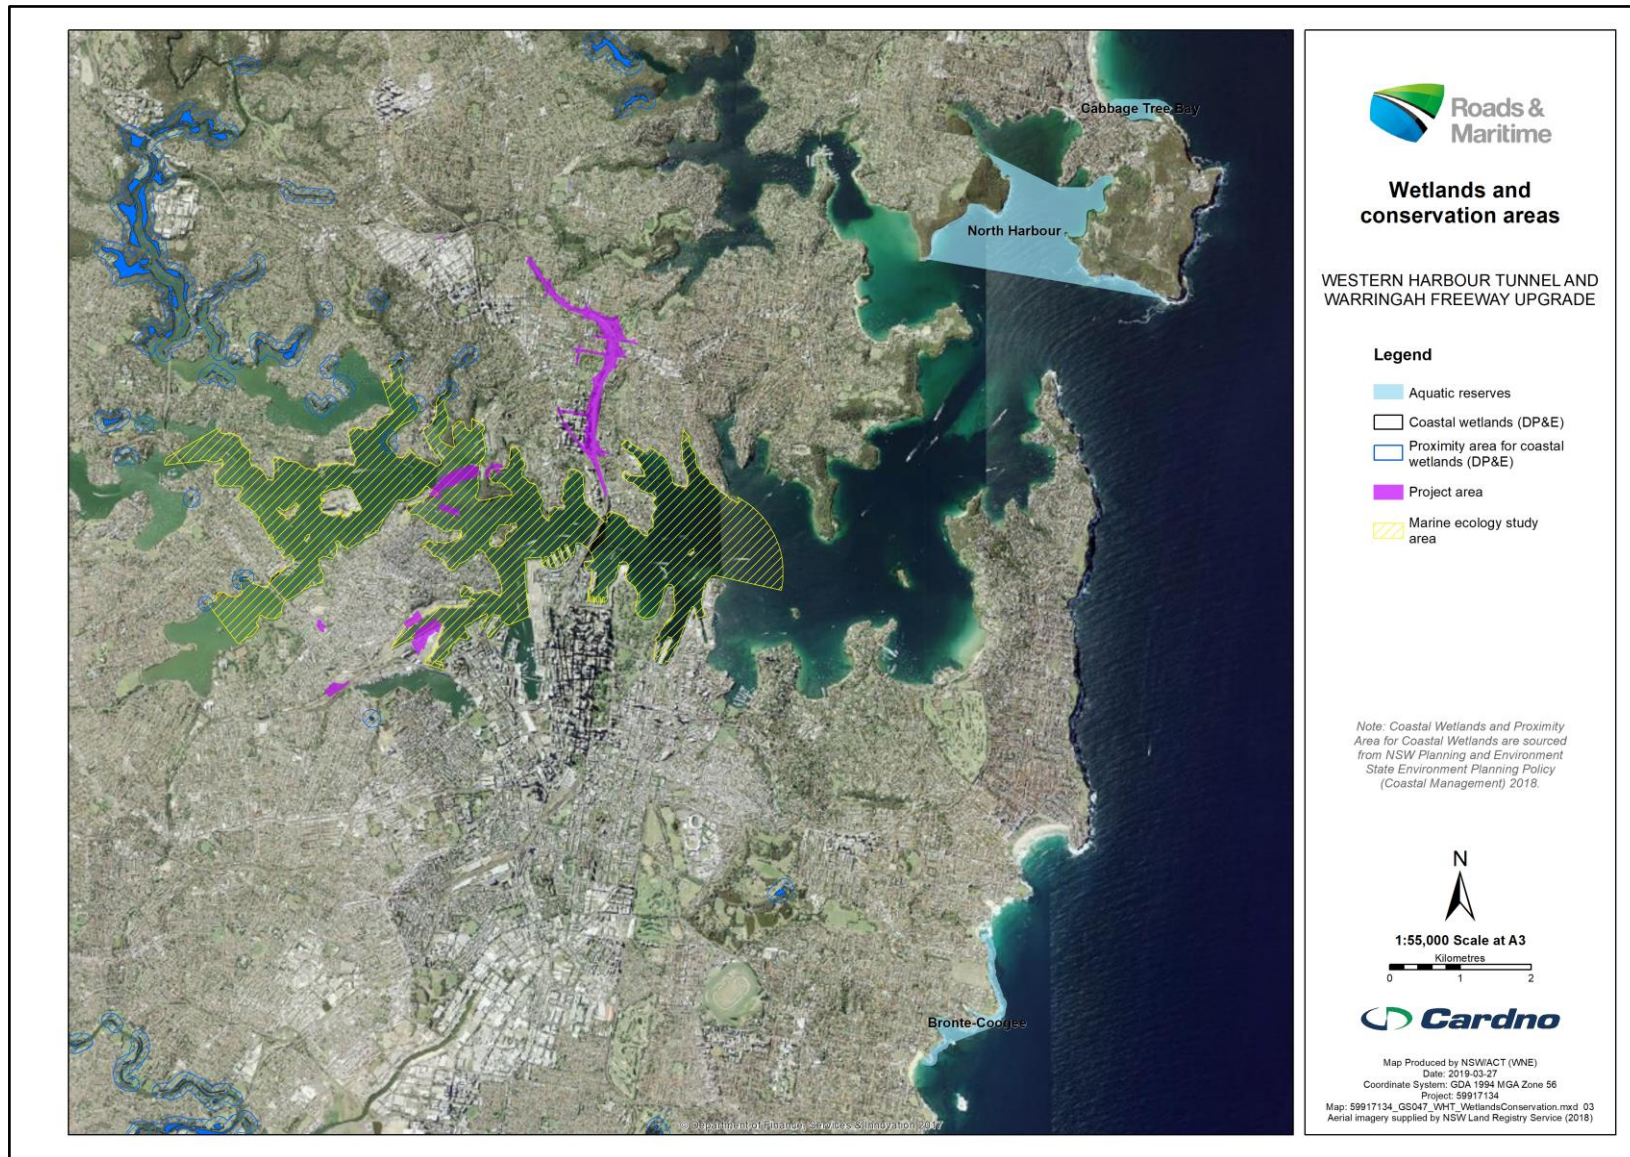 Cabbage Tree Bay
North Harbour
Bronte-Coogee
© Department of Finance, Services & Innovation 2017
Roads &
Maritime
Wetlands and
conservation areas
WESTERN HARBOUR TUNNEL AND
WARRINGAH FREEWAY UPGRADE
Legend
Aquatic reserves
Coastal wetlands (DP&E)
Proximity area for coastal
wetlands (DP&E)
Project area
Marine ecology study
area
Note: Coastal Wetlands and Proximity
Area for Coastal Wetlands are sourced
from NSW Planning and Environment
State Environment Planning Policy
(Coastal Management) 2018.
N
1:55,000 Scale at A3
Kilometres
0 1 2
Cardno
Map Produced by NSW/ACT (WNE)
Date: 2019-03-27
Coordinate System: GDA 1994 MGA Zone 56
Project: 59917134
Map: 59917134_GS047_WHT_WetlandsConservation.mxd 03
Aerial imagery supplied by NSW Land Registry Service (2018)